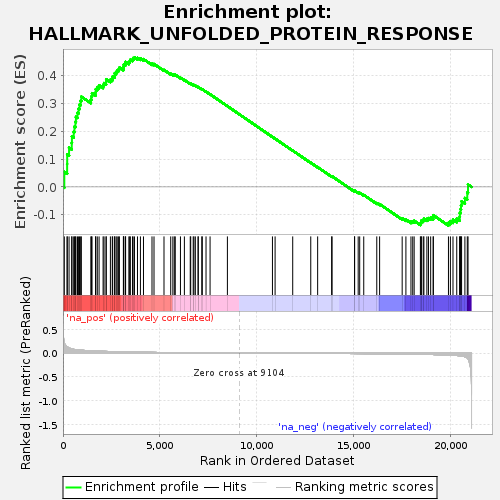 Enrichment plot:
HALLMARK_UNFOLDED_PROTEIN_RESPONSE
Enrichment score (ES)
0.4
0.3
0.2
0.1
0.0
-0.1
'na_pos' (positively correlated)
Ranked list metric (PreRanked)
0.5
0.0
-0.5
-1.0
-1.5
Zero cross at 9104
'na_neg' (negatively correlated)
0
5,000
10,000
15,000
20,000
Rank in Ordered Dataset
Enrichment profile
Hits
Ranking metric scores